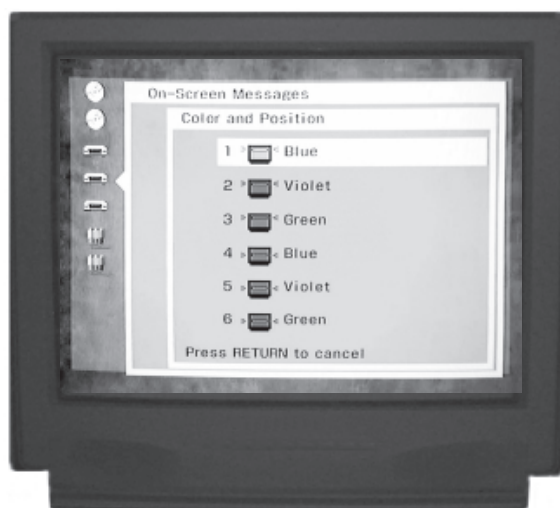 On-Screen Messages
Color and Position
1 Blue
2 Violet
3 Green
4 Blue
5 Violet
6 Green
Press RETURN to cancel